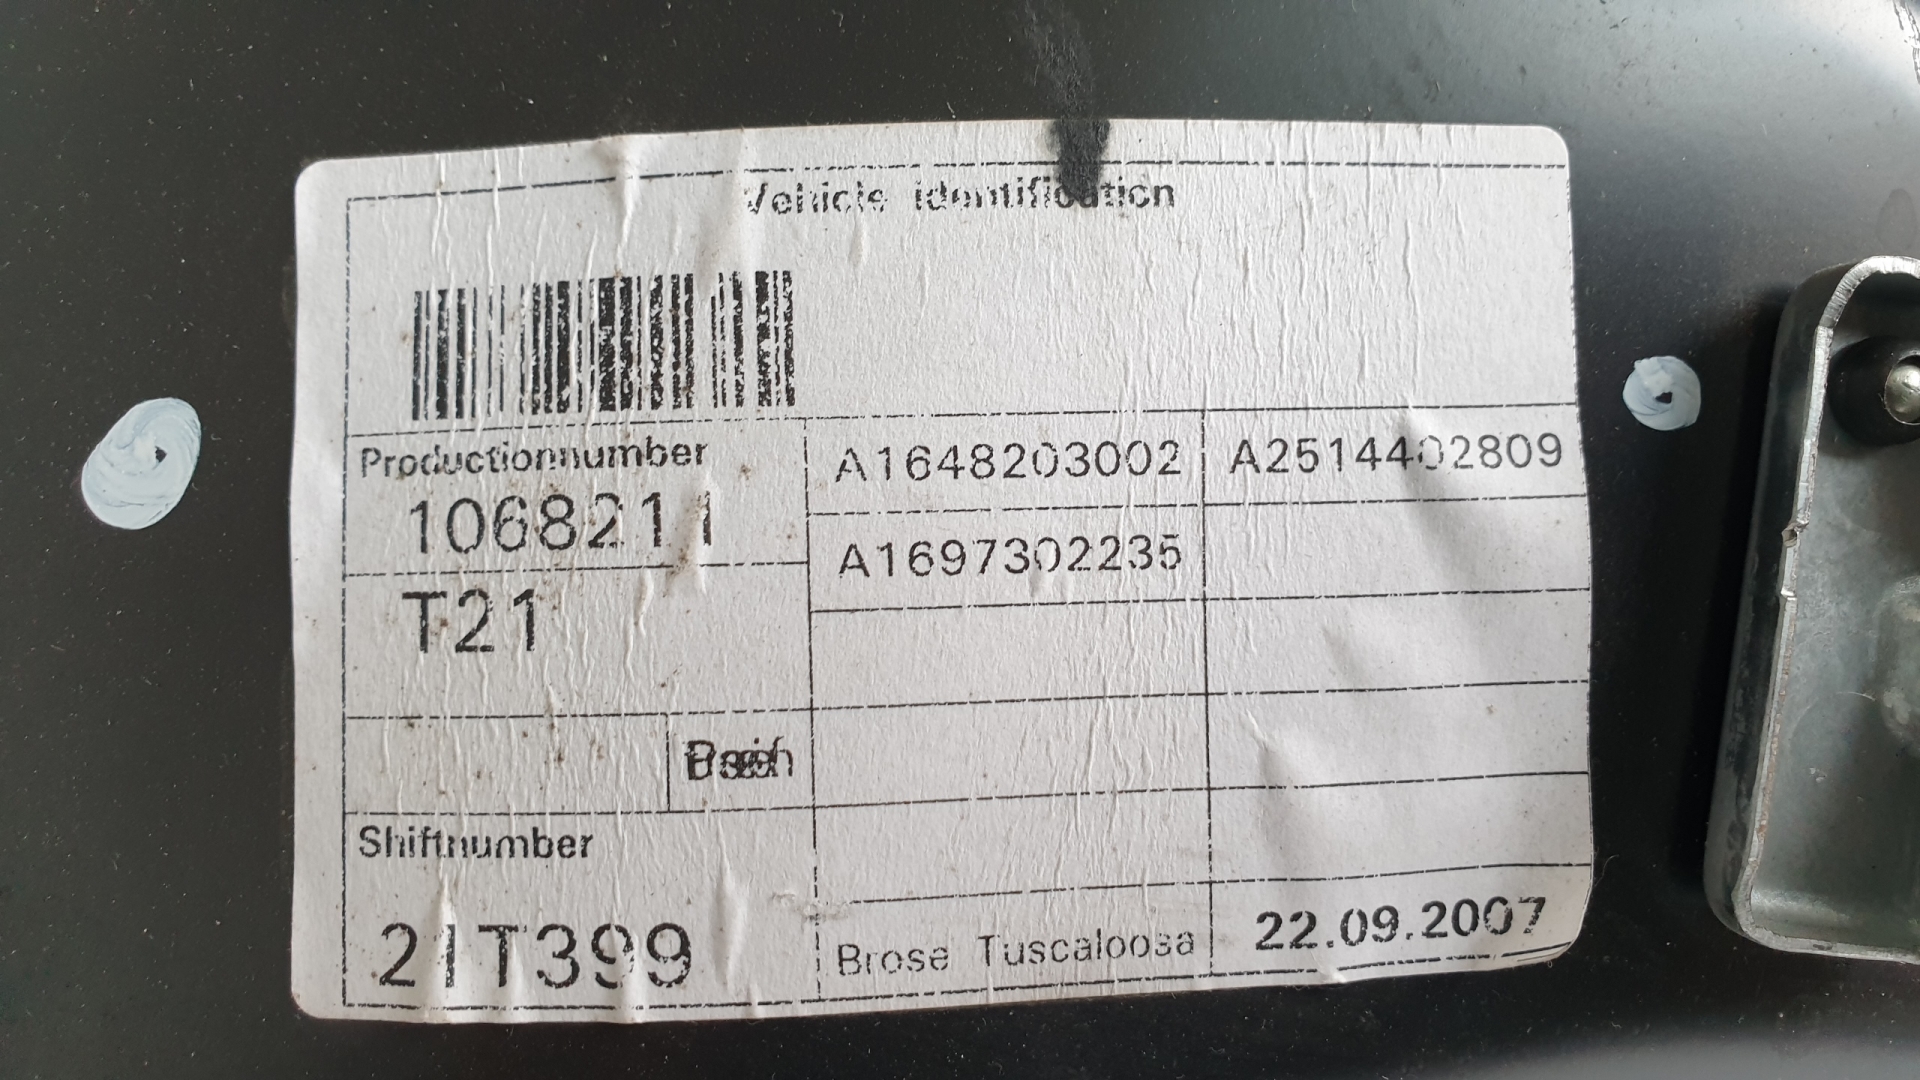 Vehicle identification
Productionnumber
1068211
T21
A1648203002
A2514402809
A1697302235
Shiftnumber
21T399
Brose Tuscaloosa
22.09.2007